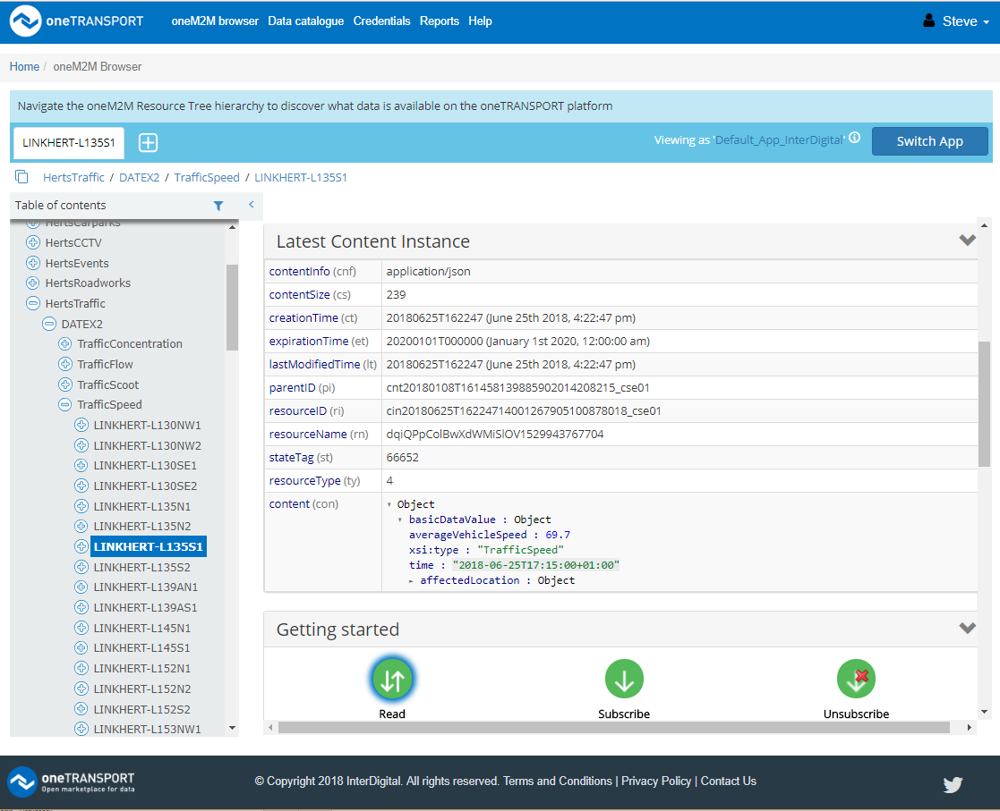 oneTRANSPORT oneM2M browser Data catalogue Credentials Reports Help Steve
Home / oneM2M Browser
Navigate the oneM2M Resource Tree hierarchy to discover what data is available on the oneTRANSPORT platform
LINKHERT-L135S1 Viewing as 'Default_App_InterDigital' Switch App
HertsTraffic / DATEX2 / TrafficSpeed / LINKHERT-L135S1
Table of contents
HertsCarparks
HertsCCTV
HertsEvents
HertsRoadworks
HertsTraffic
DATEX2
TrafficConcentration
TrafficFlow
TrafficScoot
TrafficSpeed
LINKHERT-L130NW1
LINKHERT-L130NW2
LINKHERT-L130SE1
LINKHERT-L130SE2
LINKHERT-L135N1
LINKHERT-L135N2
LINKHERT-L135S1
LINKHERT-L135S2
LINKHERT-L139AN1
LINKHERT-L139AS1
LINKHERT-L145N1
LINKHERT-L145S1
LINKHERT-L152N1
LINKHERT-L152N2
LINKHERT-L152S2
LINKHERT-L153NW1
Latest Content Instance
contentInfo (cnf) application/json
contentSize (cs) 239
creationTime (ct) 20180625T162247 (June 25th 2018, 4:22:47 pm)
expirationTime (et) 20200101T000000 (January 1st 2020, 12:00:00 am)
lastModifiedTime (lt) 20180625T162247 (June 25th 2018, 4:22:47 pm)
parentID (pi) cnt20180108T161458139885902014208215_cse01
resourceID (ri) cin20180625T162247140012679051008​78018_cse01
resourceName (rn) dqiQPpColBwXdWMiSlOV1529943767704
stateTag (st) 66652
resourceType (ty) 4
content (con) Object
basicDataValue : Object
averageVehicleSpeed : 69.7
xsi:type : "TrafficSpeed"
time : "2018-06-25T17:15:00+01:00"
affectedLocation : Object
Getting started
Read Subscribe Unsubscribe
oneTRANSPORT
Open marketplace for data
© Copyright 2018 InterDigital. All rights reserved. Terms and Conditions | Privacy Policy | Contact Us